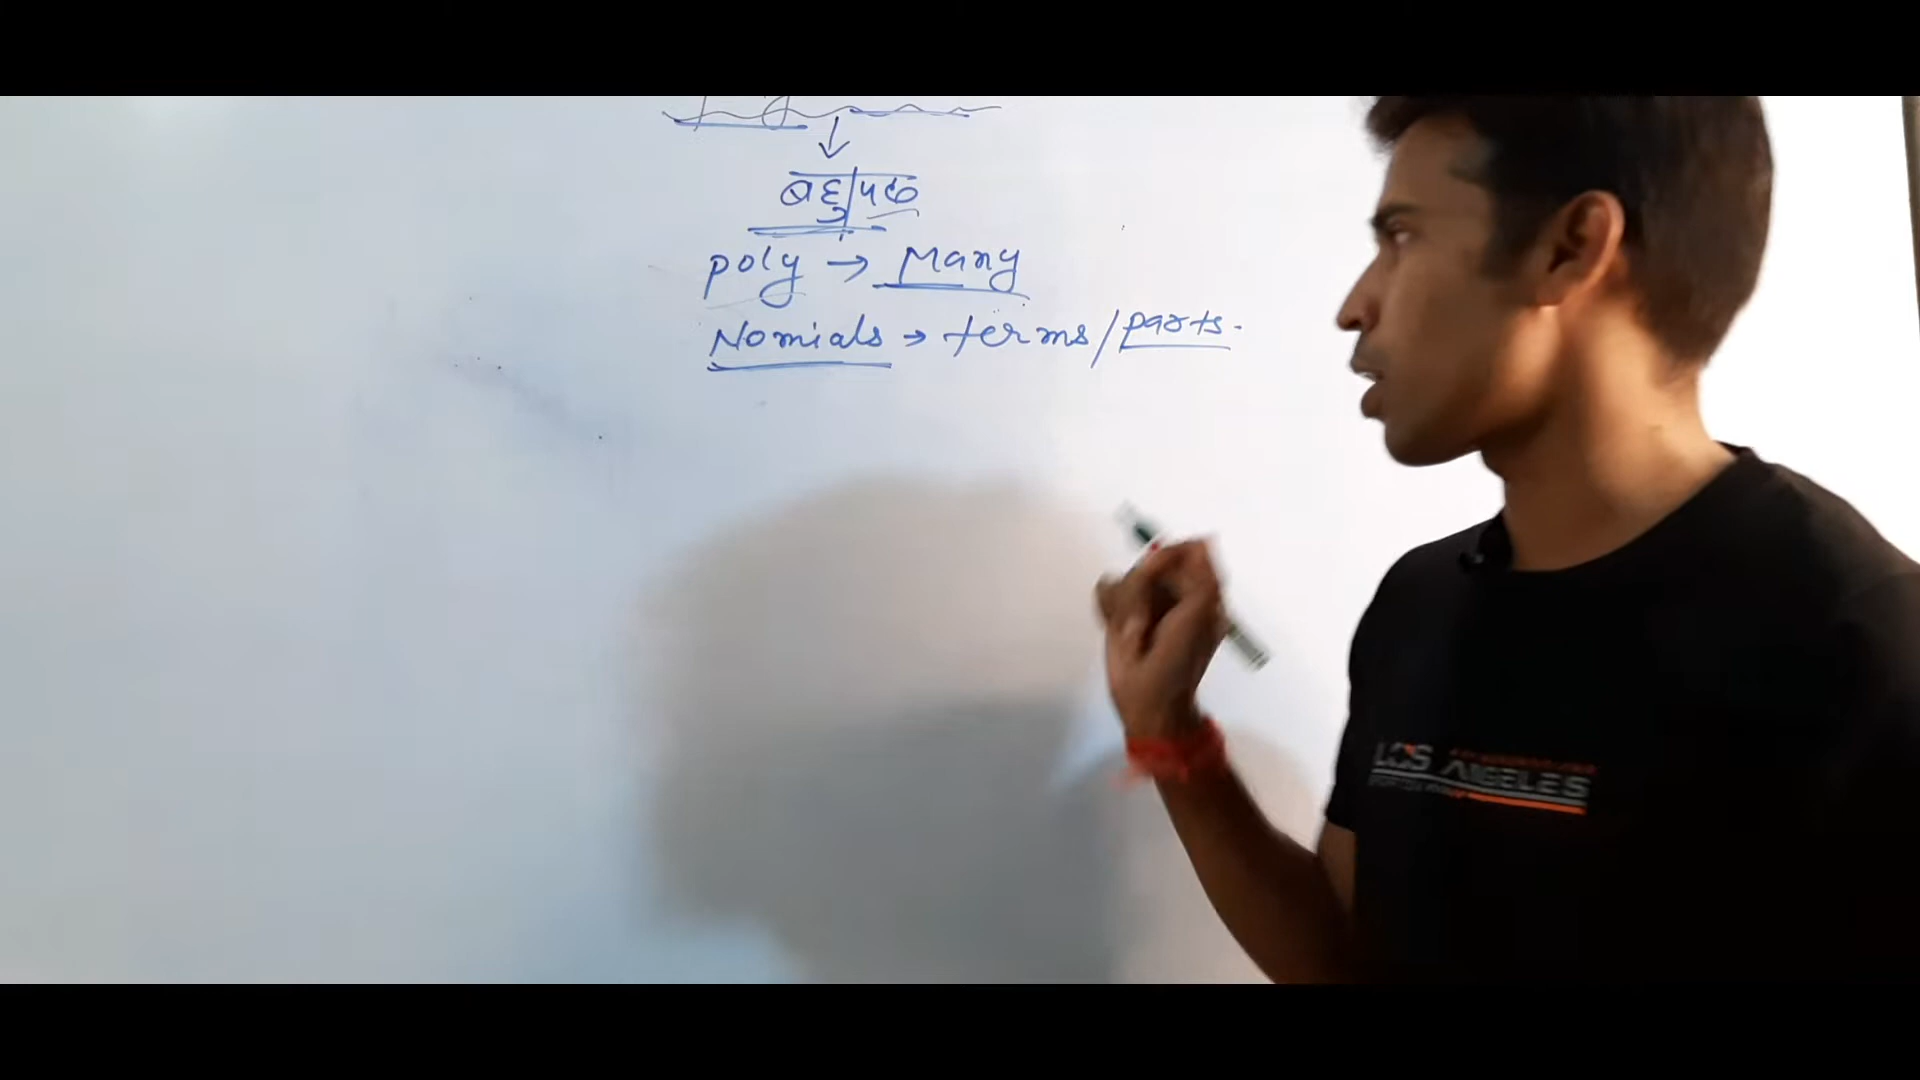 बहु|पद
poly → Many
Nomials → terms/parts.
LOS ANGELES